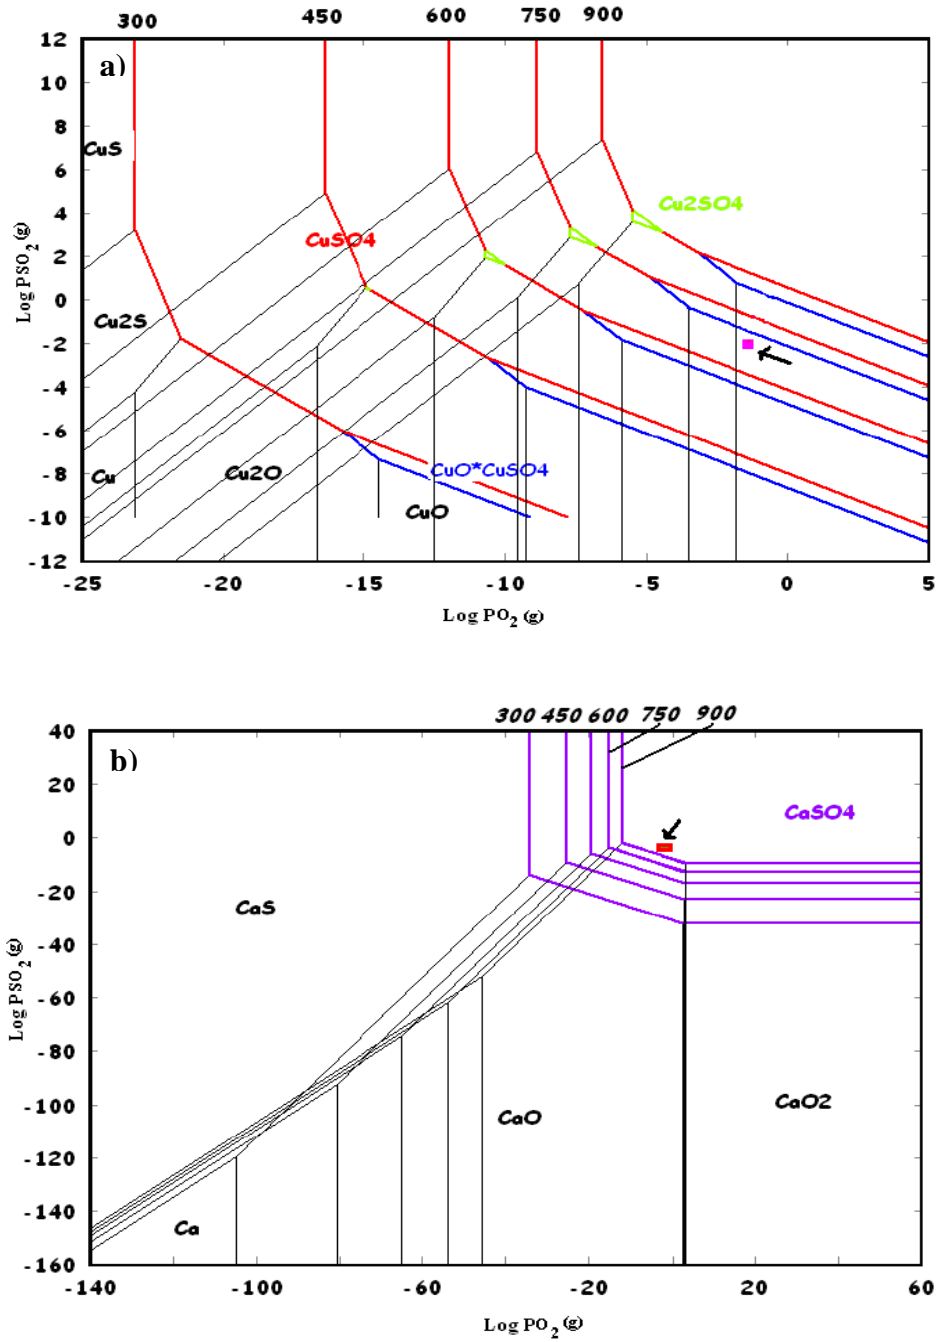 300 450 600 750 900
12
a)
10
8
CuS
6
4
Cu2SO4
CuSO4
2
0
Cu2S
-2
-4
-6
Cu
Cu2O
CuO*CuSO4
-8
CuO
-10
-12
-25 -20 -15 -10 -5 0 5
Log PO2 (g)
Log PSO2 (g)
300 450 600 750 900
40
b)
20
CaSO4
0
-20
CaS
-40
-60
-80
-100
CaO
CaO2
-120
-140
Ca
-160
-140 -100 -60 -20 20 60
Log PO2 (g)
Log PSO2 (g)